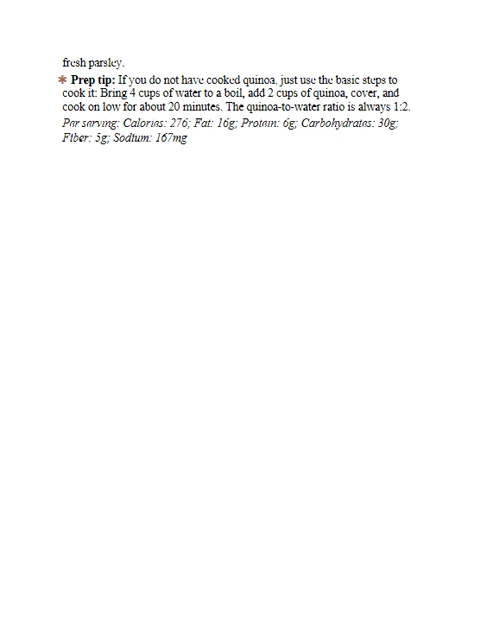 fresh parsley.
* Prep tip: If you do not have cooked quinoa, just use the basic steps to
cook it: Bring 4 cups of water to a boil, add 2 cups of quinoa, cover, and
cook on low for about 20 minutes. The quinoa-to-water ratio is always 1:2.
Per serving: Calories: 276; Fat: 16g; Protein: 6g; Carbohydrates: 30g;
Fiber: 5g; Sodium: 167mg